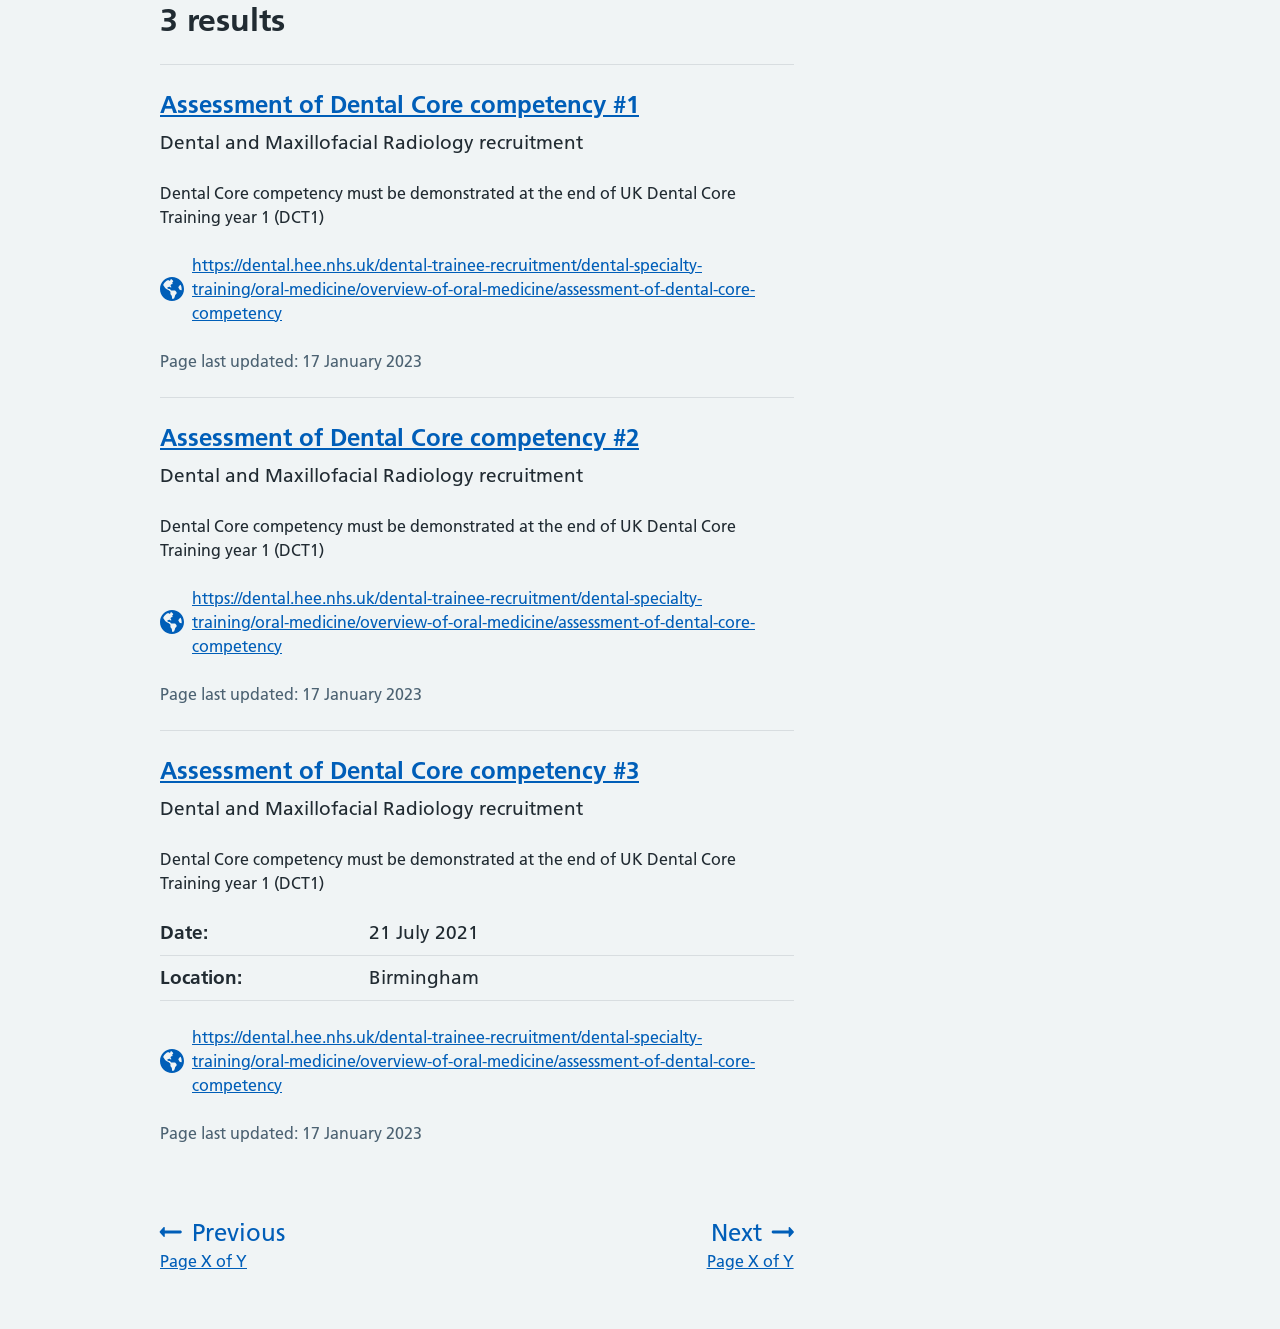 3 results
Assessment of Dental Core competency #1
Dental and Maxillofacial Radiology recruitment
Dental Core competency must be demonstrated at the end of UK Dental Core
Training year 1 (DCT1)
https://dental.hee.nhs.uk/dental-trainee-recruitment/dental-specialty-
training/oral-medicine/overview-of-oral-medicine/assessment-of-dental-core-
competency
Page last updated: 17 January 2023
Assessment of Dental Core competency #2
Dental and Maxillofacial Radiology recruitment
Dental Core competency must be demonstrated at the end of UK Dental Core
Training year 1 (DCT1)
https://dental.hee.nhs.uk/dental-trainee-recruitment/dental-specialty-
training/oral-medicine/overview-of-oral-medicine/assessment-of-dental-core-
competency
Page last updated: 17 January 2023
Assessment of Dental Core competency #3
Dental and Maxillofacial Radiology recruitment
Dental Core competency must be demonstrated at the end of UK Dental Core
Training year 1 (DCT1)
Date: 21 July 2021
Location: Birmingham
https://dental.hee.nhs.uk/dental-trainee-recruitment/dental-specialty-
training/oral-medicine/overview-of-oral-medicine/assessment-of-dental-core-
competency
Page last updated: 17 January 2023
Previous
Page X of Y
Next
Page X of Y